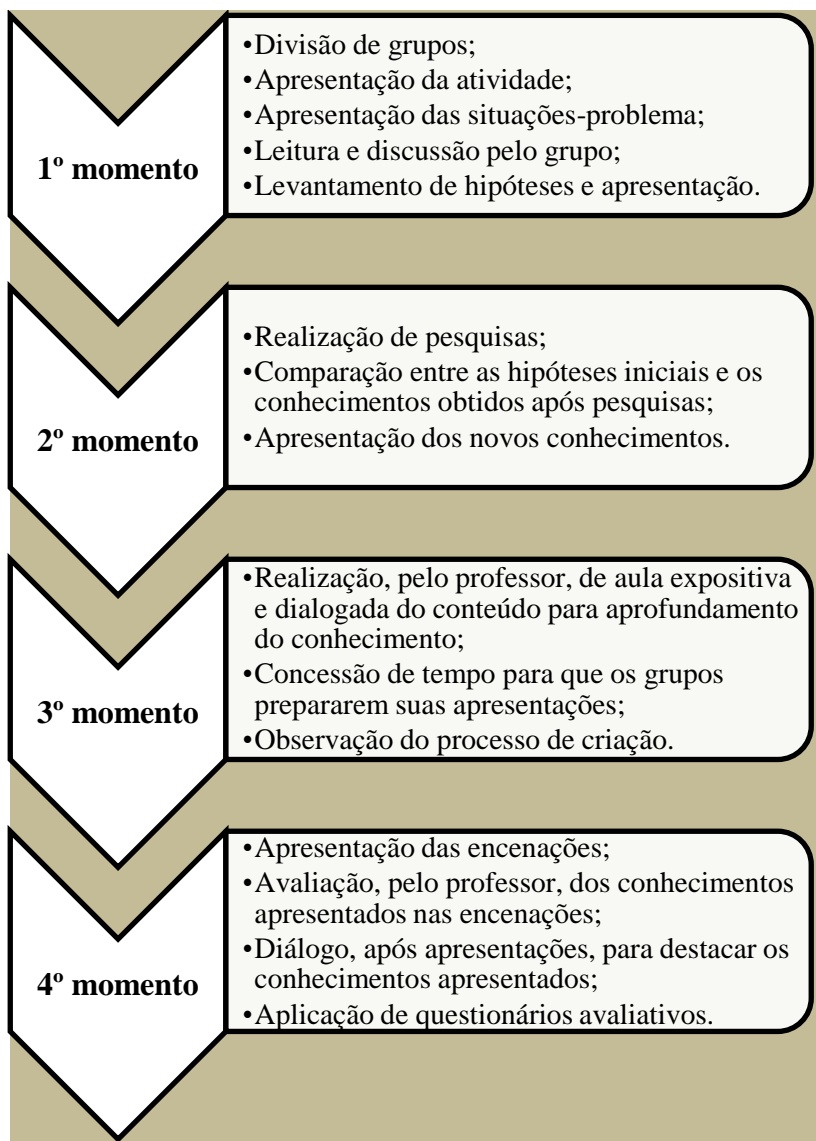 1º momento
•Divisão de grupos;
•Apresentação da atividade;
•Apresentação das situações-problema;
•Leitura e discussão pelo grupo;
•Levantamento de hipóteses e apresentação.
2º momento
•Realização de pesquisas;
•Comparação entre as hipóteses iniciais e os
conhecimentos obtidos após pesquisas;
•Apresentação dos novos conhecimentos.
3º momento
•Realização, pelo professor, de aula expositiva
e dialogada do conteúdo para aprofundamento
do conhecimento;
•Concessão de tempo para que os grupos
prepararem suas apresentações;
•Observação do processo de criação.
4º momento
•Apresentação das encenações;
•Avaliação, pelo professor, dos conhecimentos
apresentados nas encenações;
•Diálogo, após apresentações, para destacar os
conhecimentos apresentados;
•Aplicação de questionários avaliativos.